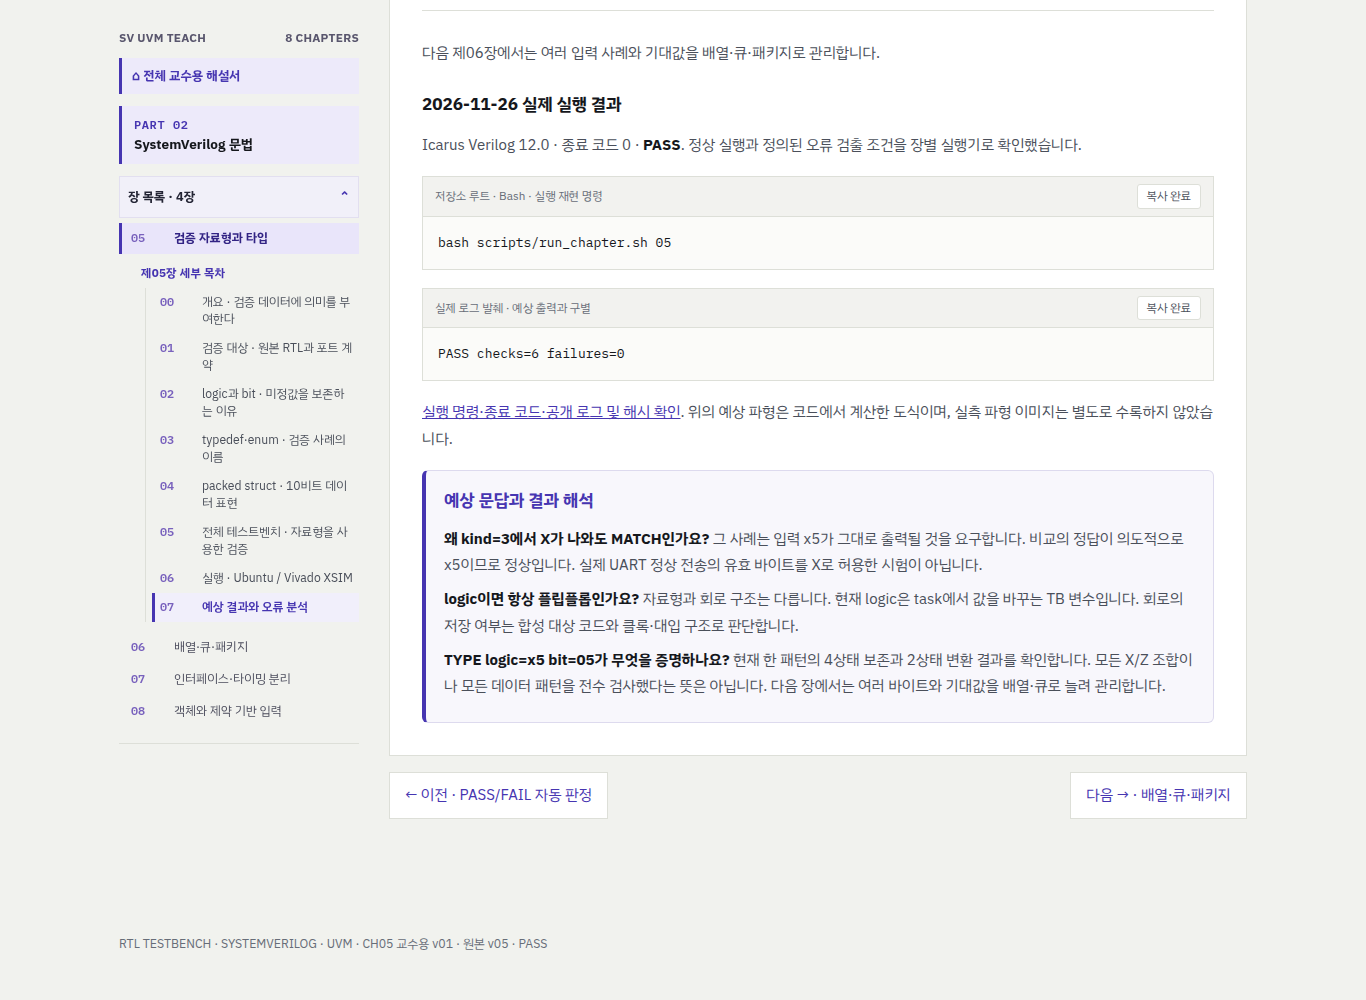 SV UVM TEACH
8 CHAPTERS
⌂ 전체 교수용 해설서
PART 02
SystemVerilog 문법
장 목록 · 4장
05 검증 자료형과 타입
제05장 세부 목차
00 개요 · 검증 데이터에 의미를 부
여한다
01 검증 대상 · 원본 RTL과 포트 계
약
02 logic과 bit · 미정값을 보존하
는 이유
03 typedef·enum · 검증 사례의
이름
04 packed struct · 10비트 데이
터 표현
05 전체 테스트벤치 · 자료형을 사
용한 검증
06 실행 · Ubuntu / Vivado XSIM
07 예상 결과와 오류 분석
06 배열·큐·패키지
07 인터페이스·타이밍 분리
08 객체와 제약 기반 입력
다음 제06장에서는 여러 입력 사례와 기대값을 배열·큐·패키지로 관리합니다.
2026-11-26 실제 실행 결과
Icarus Verilog 12.0 · 종료 코드 0 · PASS. 정상 실행과 정의된 오류 검출 조건을 장별 실행기로 확인했습니다.
저장소 루트 · Bash · 실행 재현 명령
복사 완료
bash scripts/run_chapter.sh 05
실제 로그 발췌 · 예상 출력과 구별
복사 완료
PASS checks=6 failures=0
실행 명령·종료 코드·공개 로그 및 해시 확인. 위의 예상 파형은 코드에서 계산한 도식이며, 실측 파형 이미지는 별도로 수록하지 않았습
니다.
예상 문답과 결과 해석
왜 kind=3에서 X가 나와도 MATCH인가요? 그 사례는 입력 x5가 그대로 출력될 것을 요구합니다. 비교의 정답이 의도적으로
x5이므로 정상입니다. 실제 UART 정상 전송의 유효 바이트를 X로 허용한 시험이 아닙니다.
logic이면 항상 플립플롭인가요? 자료형과 회로 구조는 다릅니다. 현재 logic은 task에서 값을 바꾸는 TB 변수입니다. 회로의
저장 여부는 합성 대상 코드와 클록·대입 구조로 판단합니다.
TYPE logic=x5 bit=05가 무엇을 증명하나요? 현재 한 패턴의 4상태 보존과 2상태 변환 결과를 확인합니다. 모든 X/Z 조합이
나 모든 데이터 패턴을 전수 검사했다는 뜻은 아닙니다. 다음 장에서는 여러 바이트와 기대값을 배열·큐로 늘려 관리합니다.
← 이전 · PASS/FAIL 자동 판정
다음 → · 배열·큐·패키지
RTL TESTBENCH · SYSTEMVERILOG · UVM · CH05 교수용 v01 · 원본 v05 · PASS